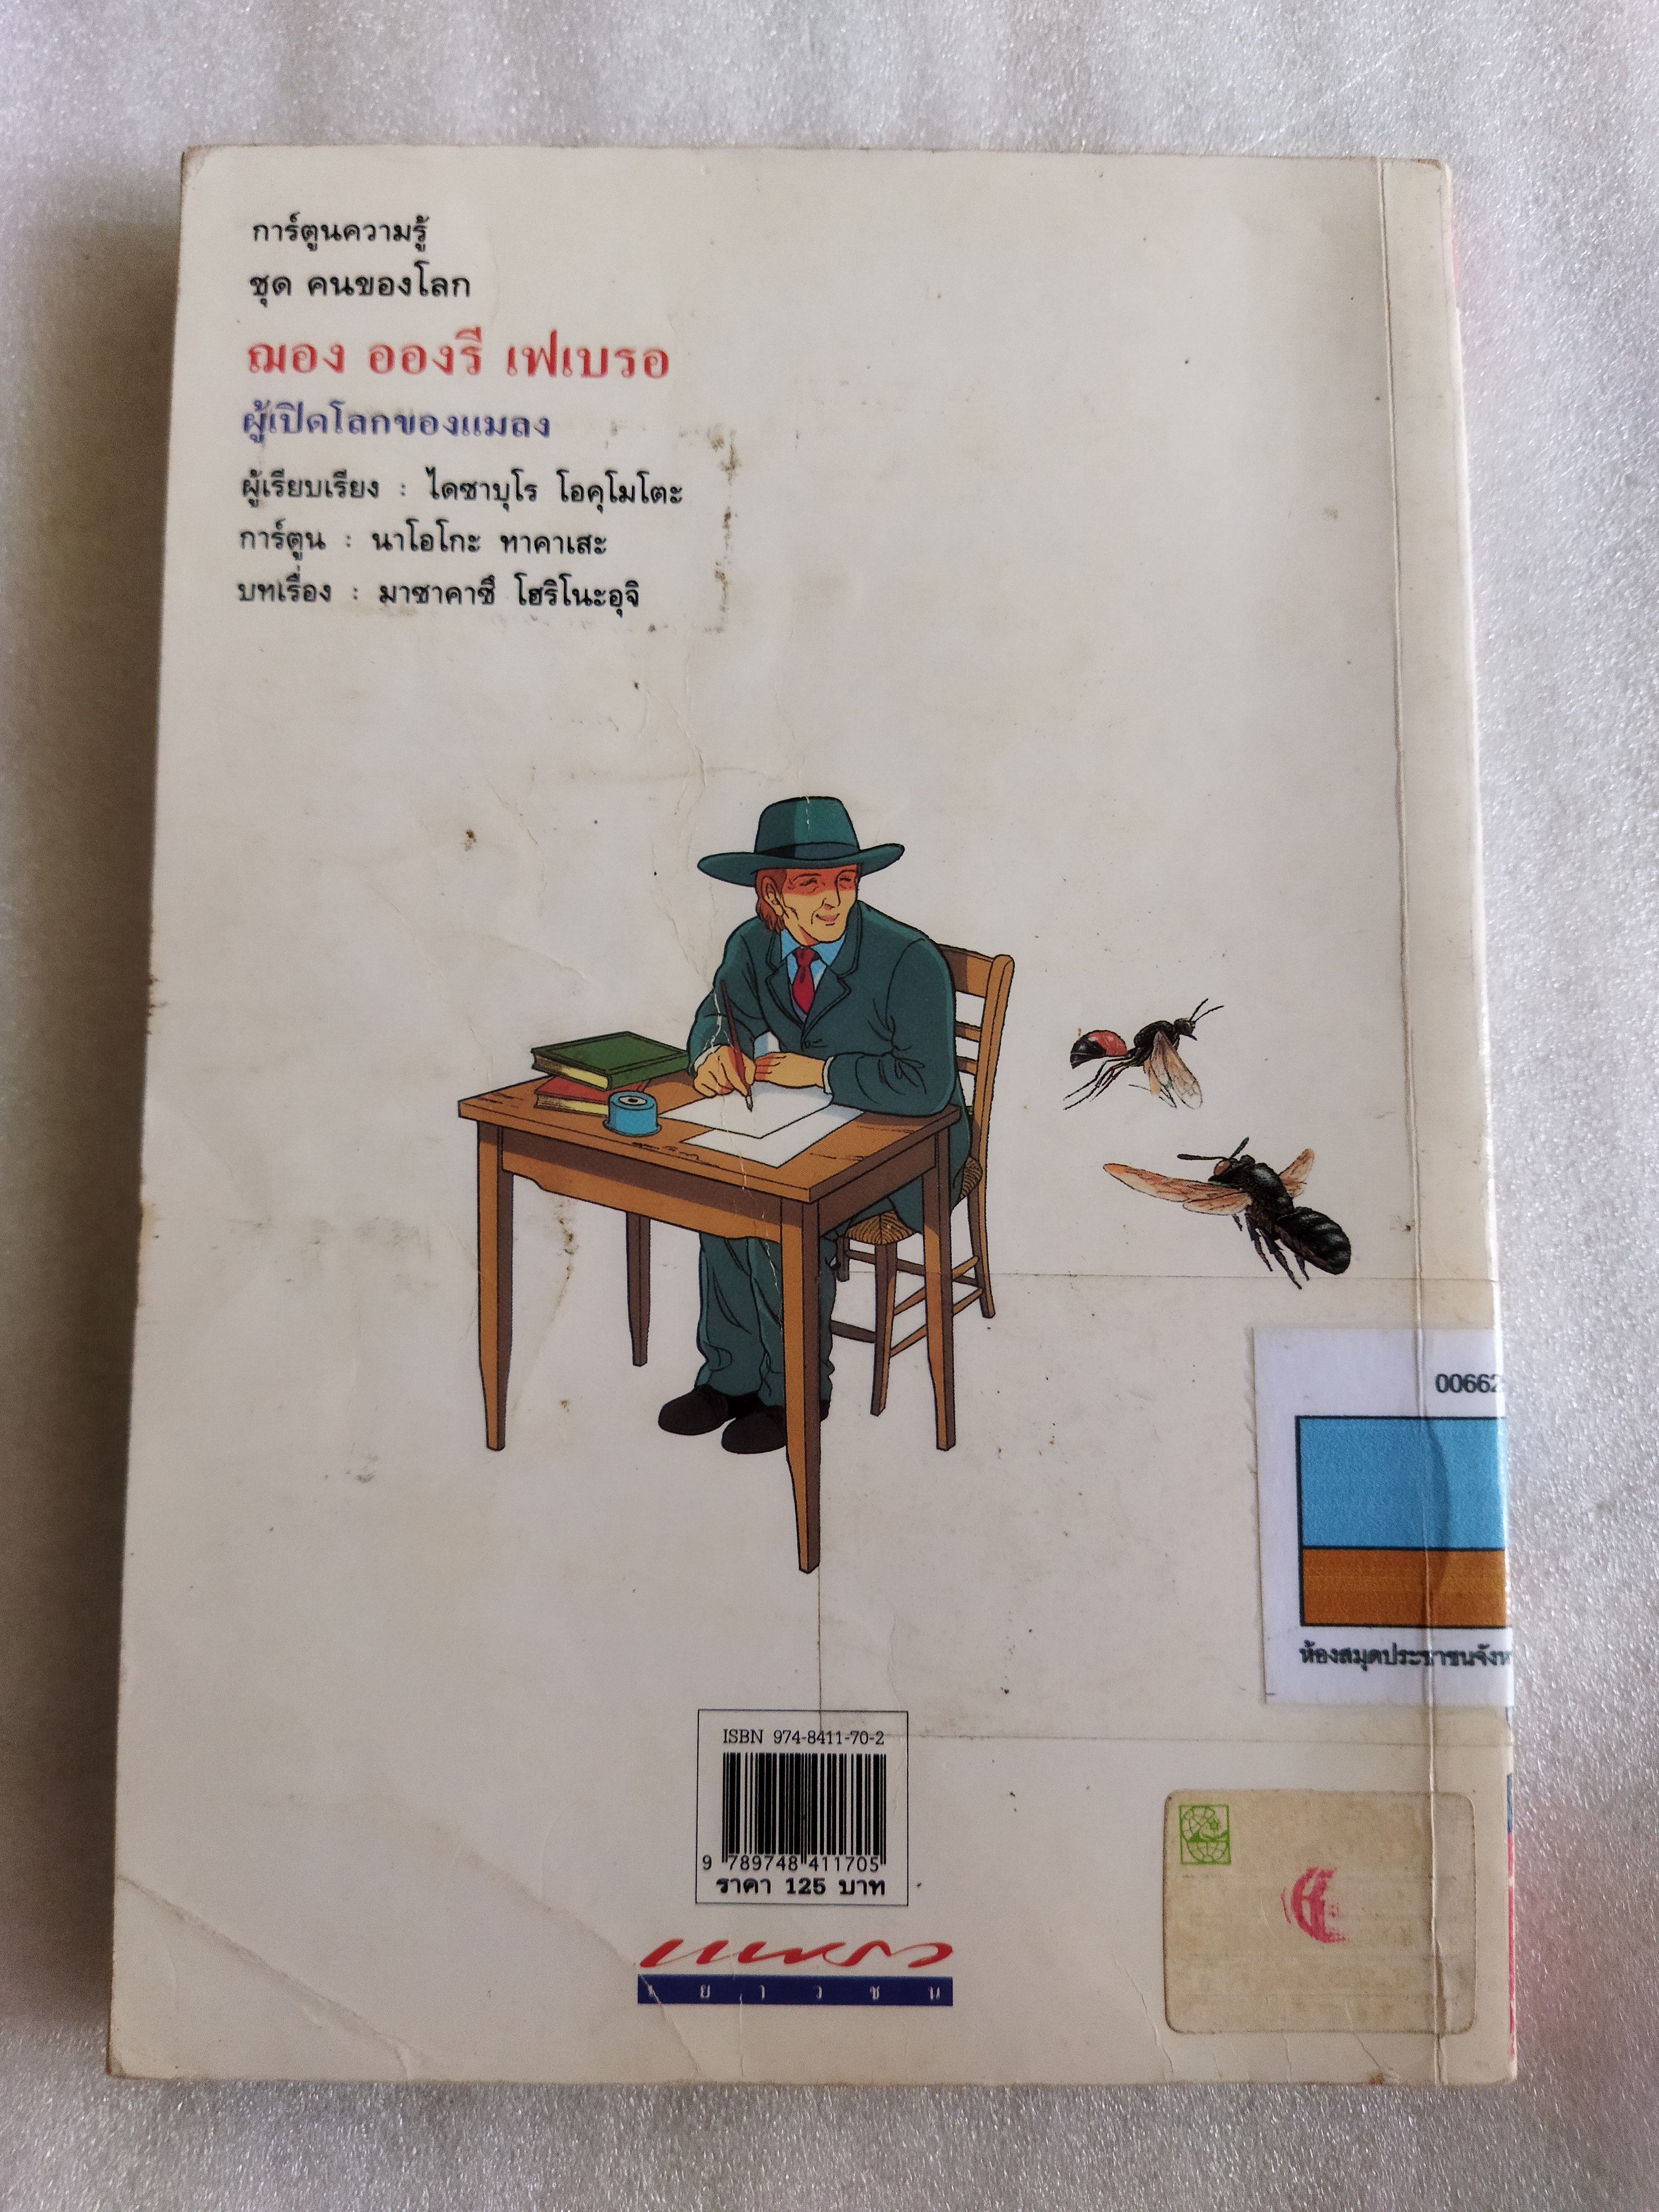 การ์ตูนความรู้
ชุด คนของโลก
ฌอง อองรี เฟเบรอ
ผู้เปิดโลกของแมลง
ผู้เรียบเรียง : ไดซาบุโร โอคุโมโตะ
การ์ตูน : นาโอโกะ ทาคาเสะ
บทเรื่อง : มาซาคาซึ โฮริโนะอุจิ
00662
ห้องสมุดประชาชนจังห
ISBN 974-8411-70-2
9 789748 411705
ราคา 125 บาท
แพรว
เยาวชน